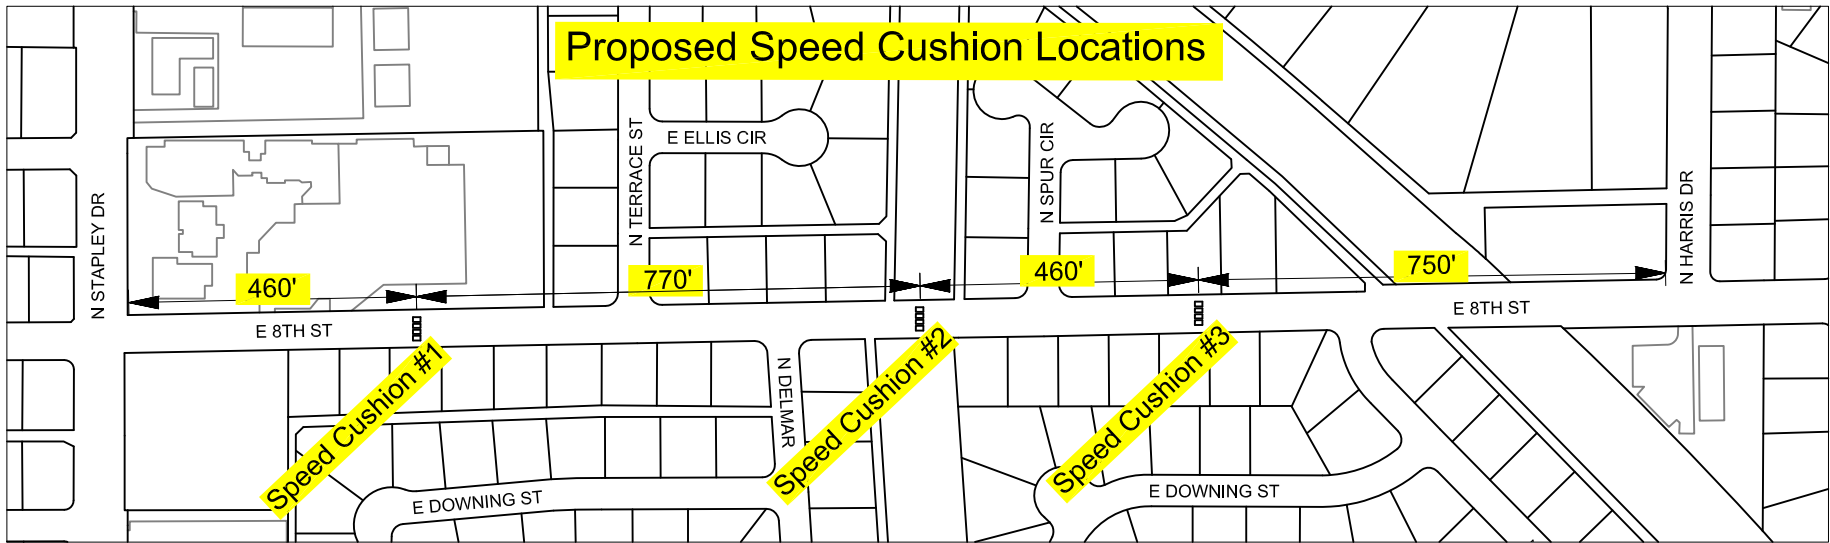 Proposed Speed Cushion Locations
E ELLIS CIR
N TERRACE ST
N SPUR CIR
N STAPLEY DR
N HARRIS DR
460'
770'
460'
750'
E 8TH ST
E 8TH ST
Speed Cushion #1
N DELMAR
Speed Cushion #2
Speed Cushion #3
E DOWNING ST
E DOWNING ST